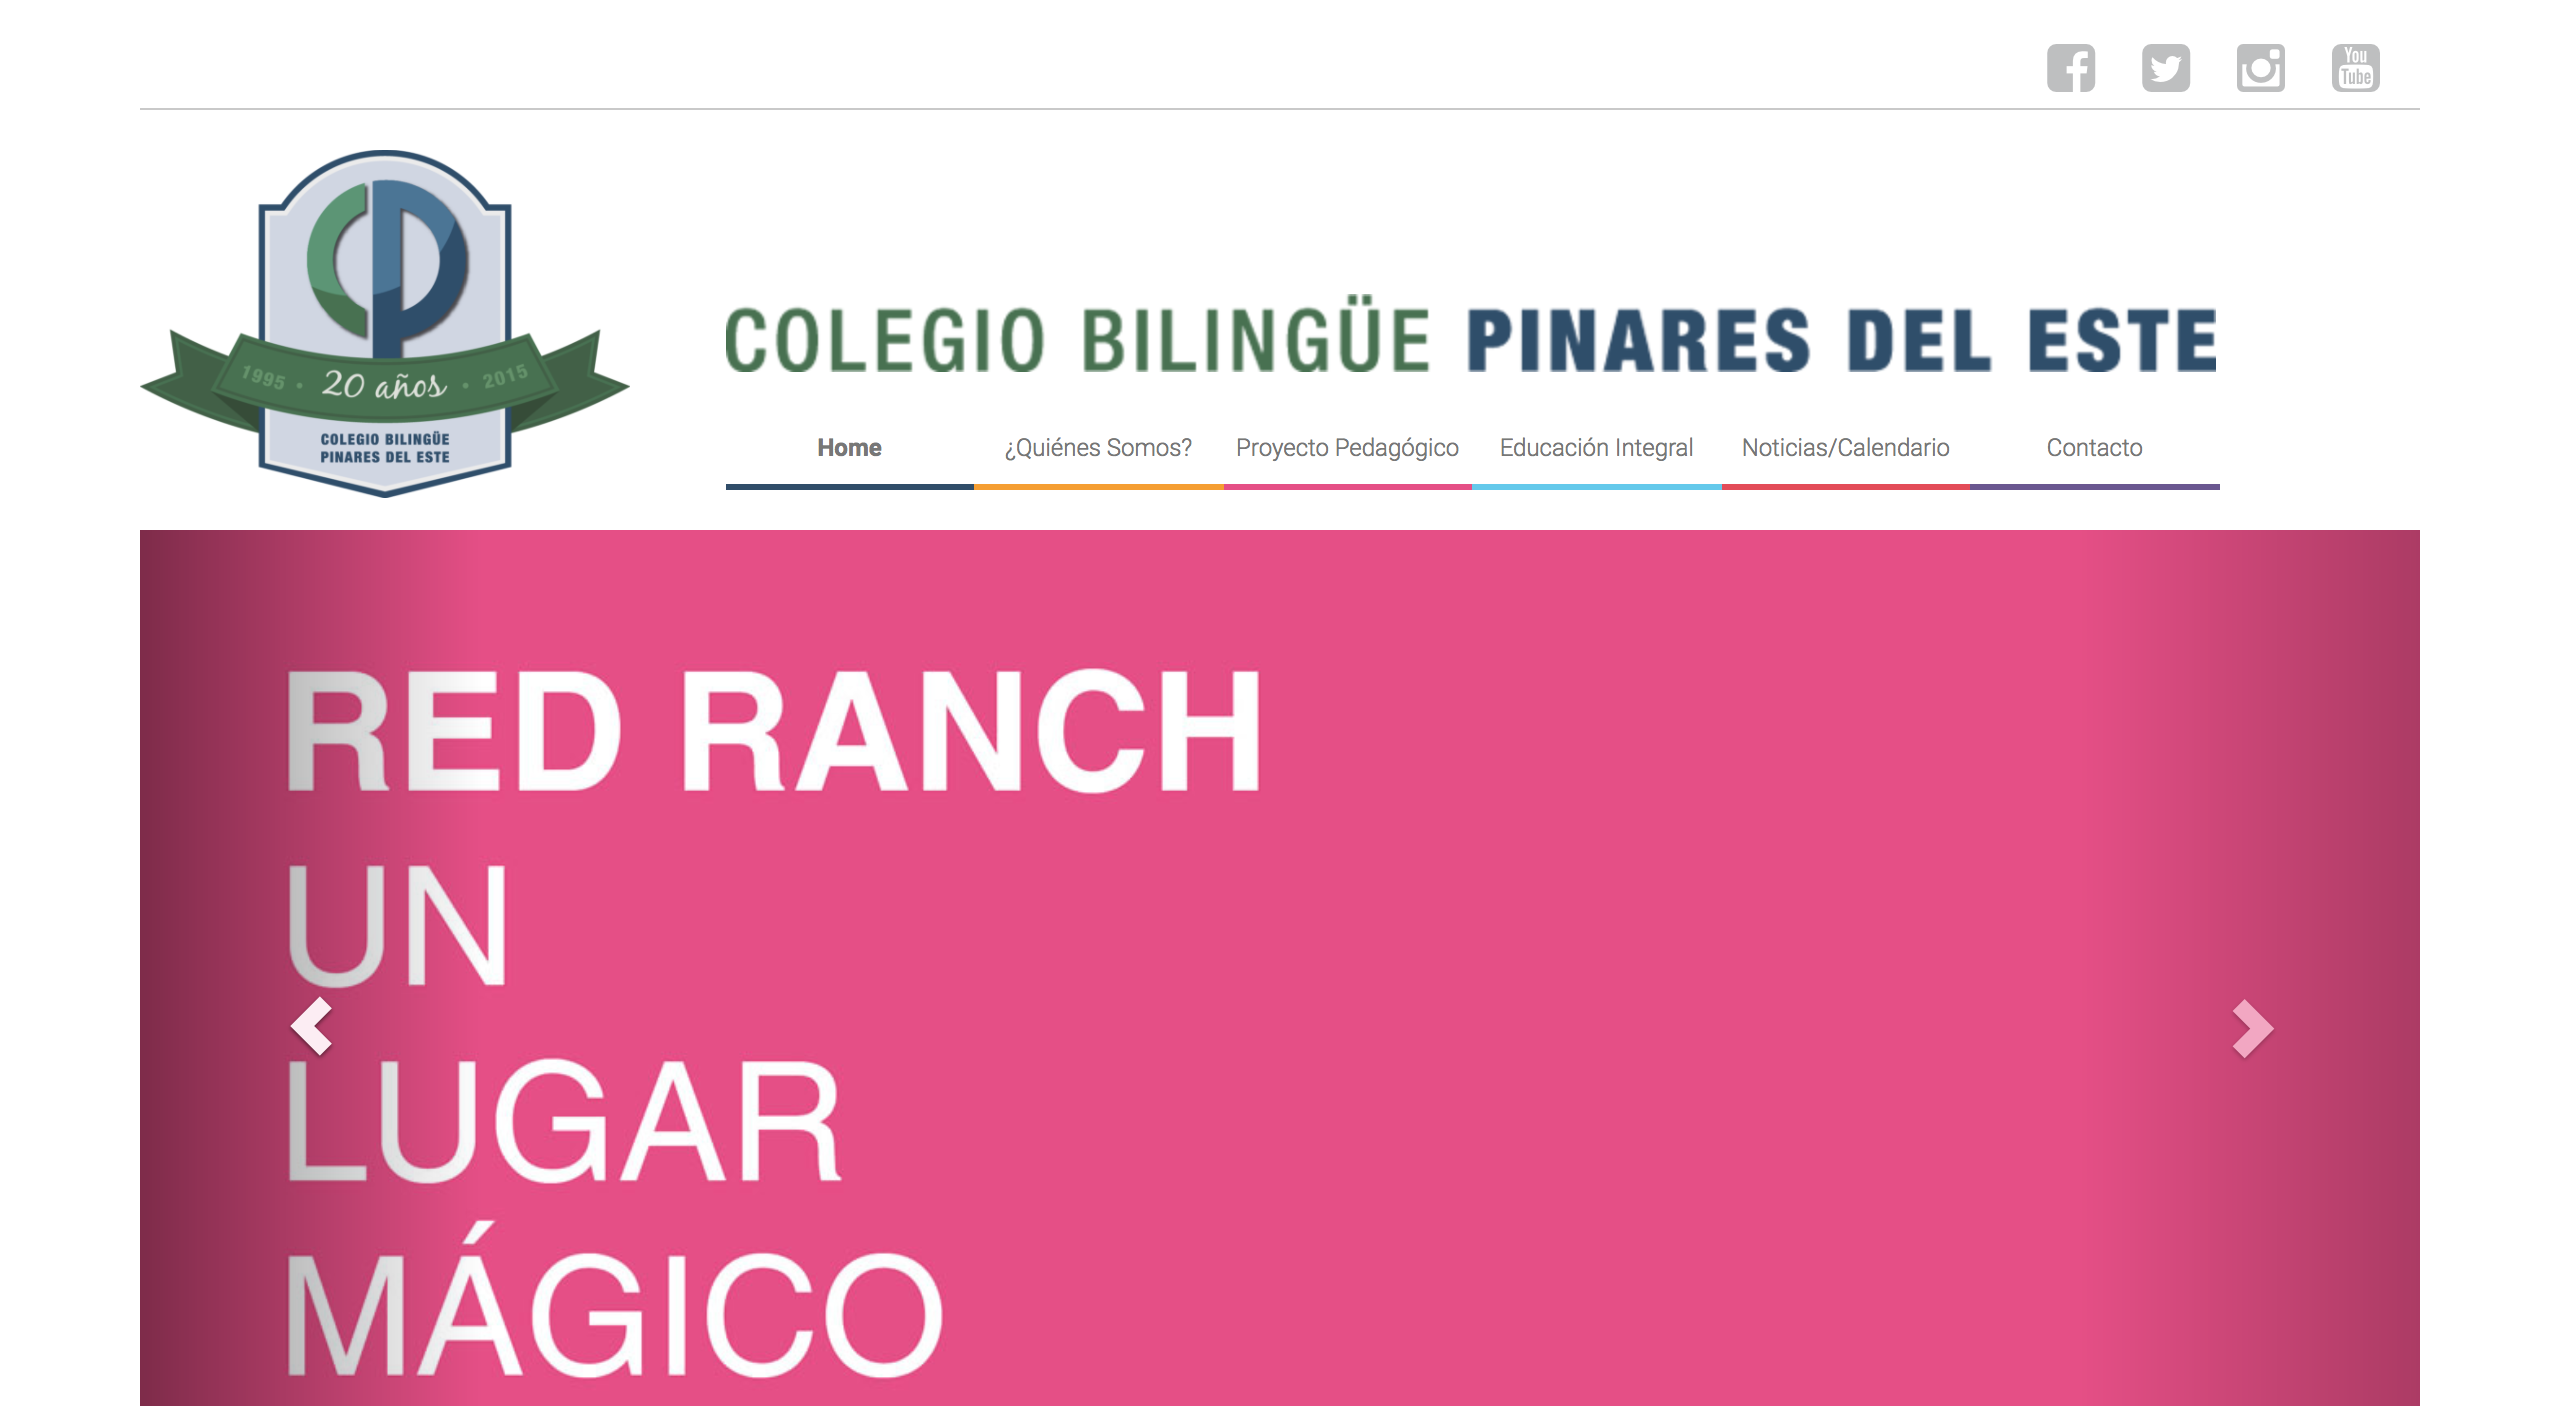 You
Tube
COLEGIO BILINGÜE PINARES DEL ESTE
1995 · 20 años · 2015
COLEGIO BILINGÜE
PINARES DEL ESTE
Home ¿Quiénes Somos? Proyecto Pedagógico Educación Integral Noticias/Calendario Contacto
RED RANCH
UN
LUGAR
MÁGICO